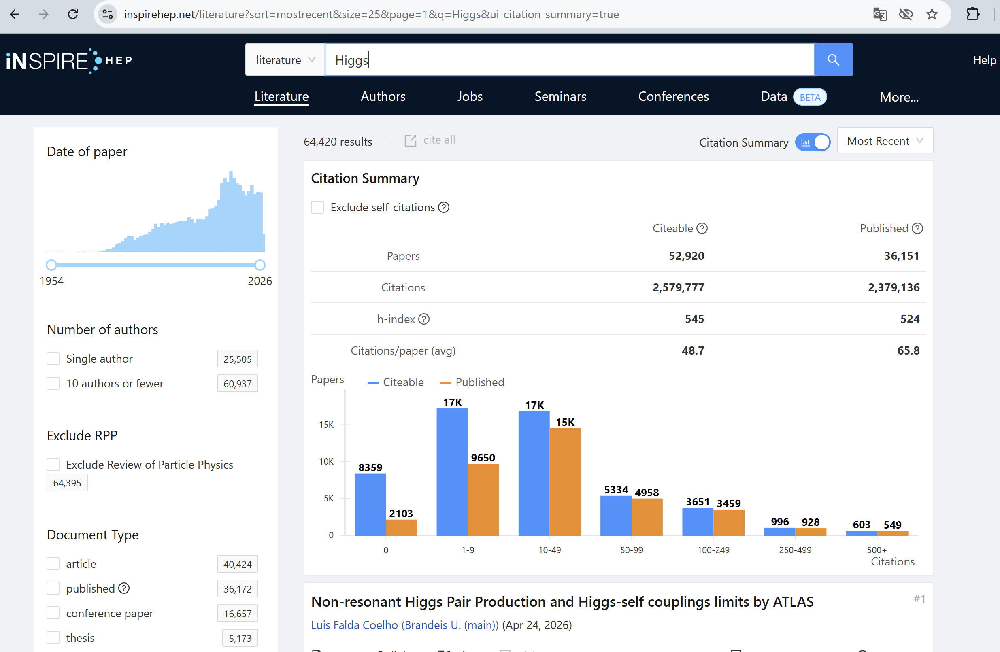 inspirehep.net/literature?sort=mostrecent&size=25&page=1&q=Higgs&ui-citation-summary=true
iNSPIRE HEP
literature
Higgs
Help
Literature
Authors
Jobs
Seminars
Conferences
Data BETA
More...
Date of paper
1954
2026
Number of authors
Single author 25,505
10 authors or fewer 60,937
Exclude RPP
Exclude Review of Particle Physics
64,395
Document Type
article 40,424
published 36,172
conference paper 16,657
thesis 5,173
64,420 results | cite all
Citation Summary
Most Recent
Citation Summary
Exclude self-citations
Citeable Published
Papers 52,920 36,151
Citations 2,579,777 2,379,136
h-index 545 524
Citations/paper (avg) 48.7 65.8
Papers
Citeable Published
15K
10K
5K
0
8359 2103
17K 9650
17K 15K
5334 4958
3651 3459
996 928
603 549
0 1-9 10-49 50-99 100-249 250-499 500+
Citations
Non-resonant Higgs Pair Production and Higgs-self couplings limits by ATLAS #1
Luis Falda Coelho (Brandeis U. (main)) (Apr 24, 2026)